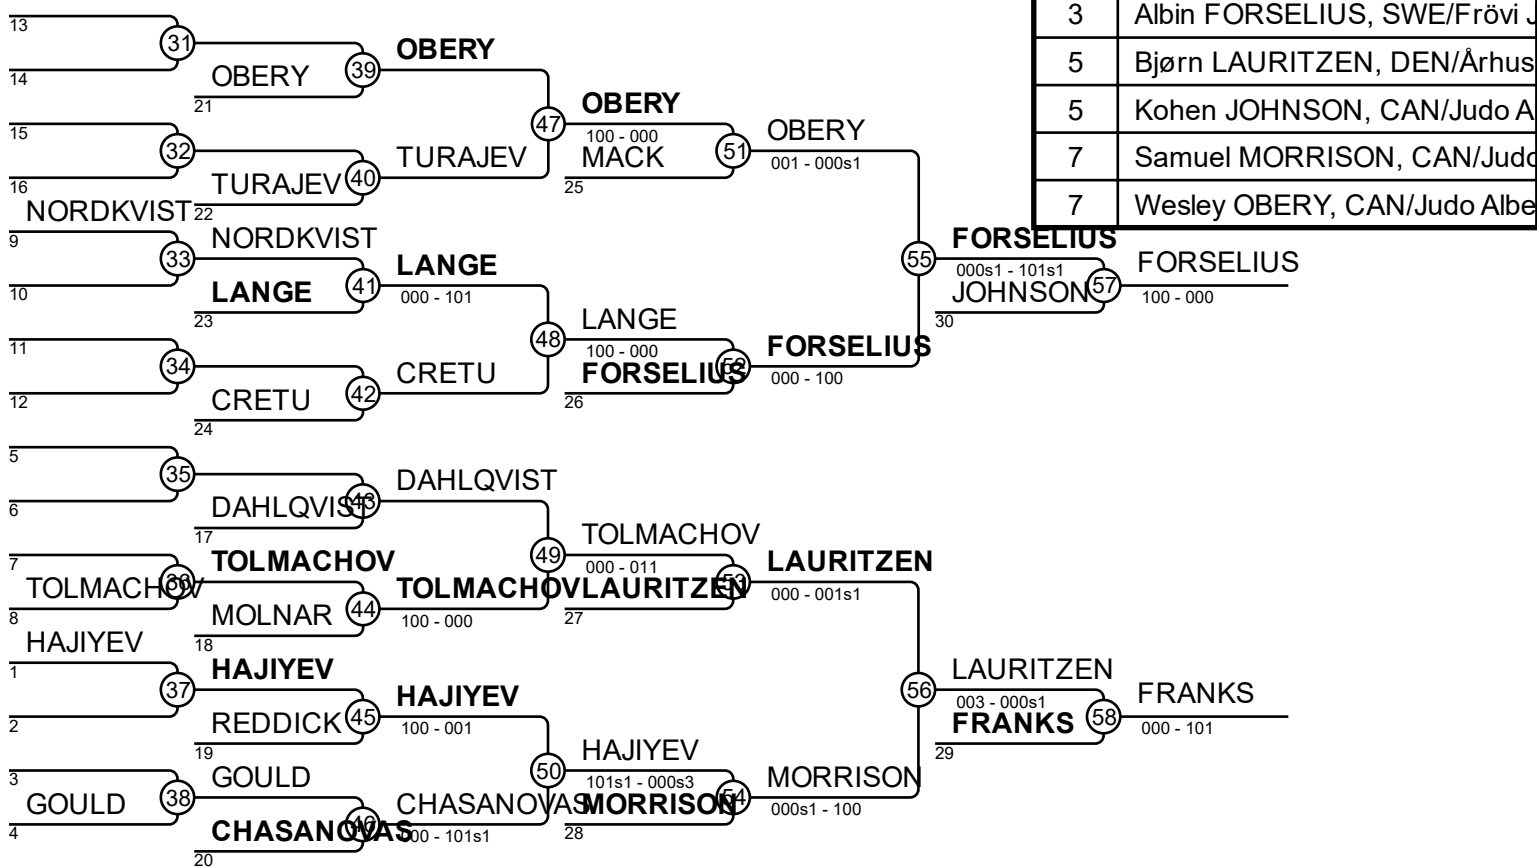 13
31
14
OBERY
21
39
OBERY
15
32
16
TURAJEV
22
40
TURAJEV
47
OBERY
100 - 000
MACK
25
51
OBERY
001 - 000s1
NORDKVIST
9
33
10
NORDKVIST
LANGE
23
41
LANGE
000 - 101
11
34
12
CRETU
24
42
CRETU
48
LANGE
100 - 000
FORSELIUS
26
52
FORSELIUS
000 - 100
55
FORSELIUS
000s1 - 101s1
JOHNSON
30
57
FORSELIUS
100 - 000
5
35
6
DAHLQVIST
17
43
DAHLQVIST
7
TOLMACHOV
8
36
TOLMACHOV
MOLNAR
18
44
TOLMACHOV
100 - 000
49
TOLMACHOV
000 - 011
LAURITZEN
27
53
LAURITZEN
000 - 001s1
HAJIYEV
1
37
2
HAJIYEV
REDDICK
19
45
HAJIYEV
100 - 001
3
GOULD
4
38
GOULD
CHASANOVAS
20
46
CHASANOVAS
000 - 101s1
50
HAJIYEV
101s1 - 000s3
MORRISON
28
54
MORRISON
000s1 - 100
56
LAURITZEN
003 - 000s1
FRANKS
29
58
FRANKS
000 - 101
3 Albin FORSELIUS, SWE/Frövi J
5 Bjørn LAURITZEN, DEN/Århus
5 Kohen JOHNSON, CAN/Judo A
7 Samuel MORRISON, CAN/Judo
7 Wesley OBERY, CAN/Judo Albe